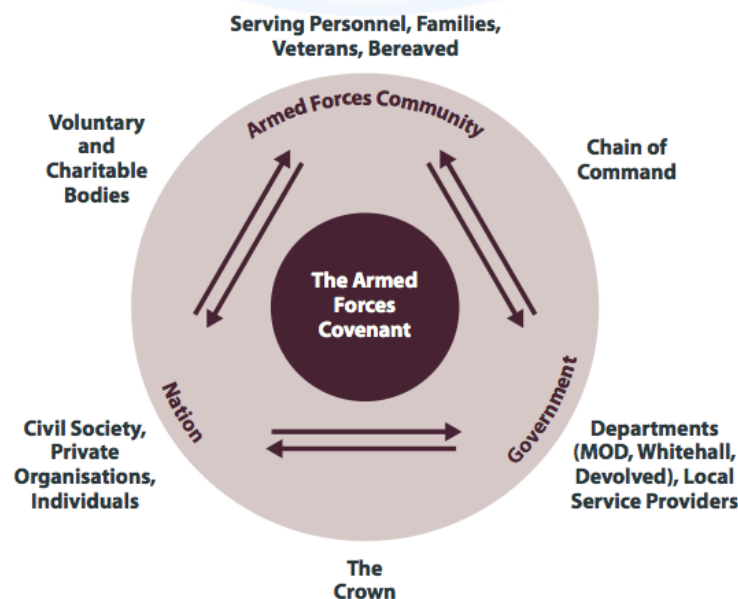 Serving Personnel, Families,
Veterans, Bereaved
Armed Forces Community
Voluntary
and
Charitable
Bodies
Chain of
Command
The Armed
Forces
Covenant
Nation
Government
Civil Society,
Private
Organisations,
Individuals
Departments
(MOD, Whitehall,
Devolved), Local
Service Providers
The
Crown